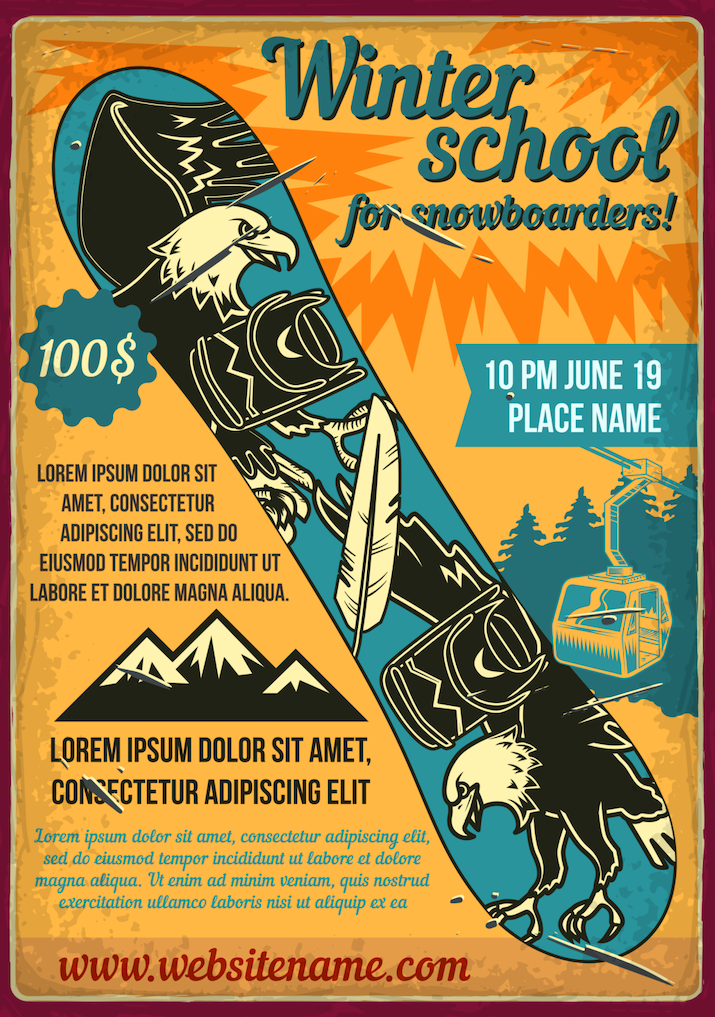 Winter
school
for snowboarders!
100$
10 PM JUNE 19
PLACE NAME
LOREM IPSUM DOLOR SIT
AMET, CONSECTETUR
ADIPISCING ELIT, SED DO
EIUSMOD TEMPOR INCIDIDUNT UT
LABORE ET DOLORE MAGNA ALIQUA.
LOREM IPSUM DOLOR SIT AMET,
CONSECTETUR ADIPISCING ELIT
Lorem ipsum dolor sit amet, consectetur adipiscing elit,
sed do eiusmod tempor incididunt ut labore et dolore
magna aliqua. Ut enim ad minim veniam, quis nostrud
exercitation ullamco laboris nisi ut aliquip ex ea
www.websitename.com